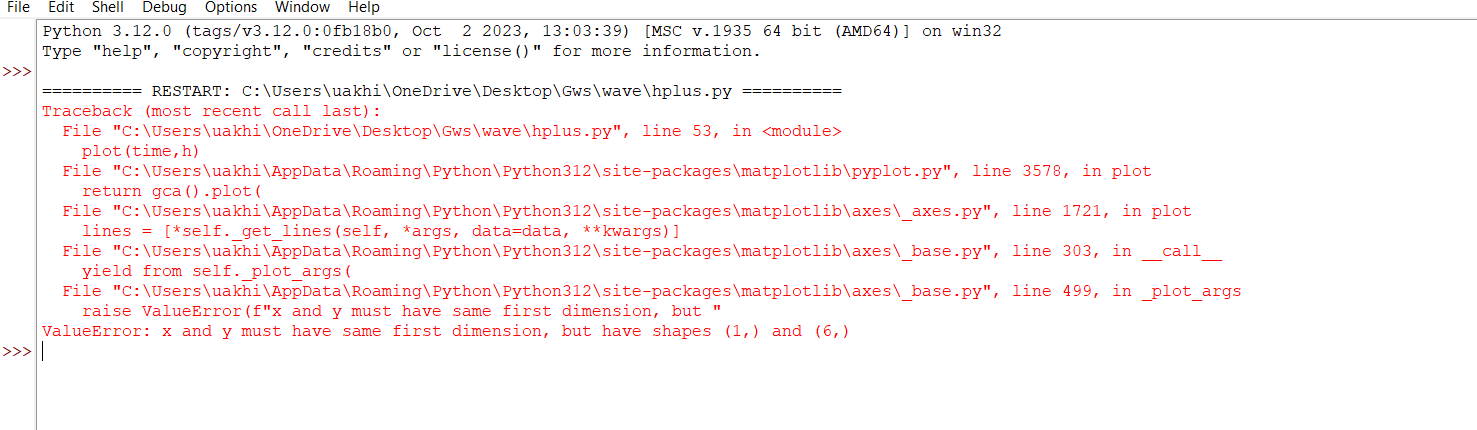 File Edit Shell Debug Options Window Help
Python 3.12.0 (tags/v3.12.0:0fb18b0, Oct  2 2023, 13:03:39) [MSC v.1935 64 bit (AMD64)] on win32
Type "help", "copyright", "credits" or "license()" for more information.
>>>
========== RESTART: C:\Users\uakhi\OneDrive\Desktop\Gws\wave\hplus.py ==========
Traceback (most recent call last):
  File "C:\Users\uakhi\OneDrive\Desktop\Gws\wave\hplus.py", line 53, in <module>
    plot(time,h)
  File "C:\Users\uakhi\AppData\Roaming\Python\Python312\site-packages\matplotlib\pyplot.py", line 3578, in plot
    return gca().plot(
  File "C:\Users\uakhi\AppData\Roaming\Python\Python312\site-packages\matplotlib\axes\_axes.py", line 1721, in plot
    lines = [*self._get_lines(self, *args, data=data, **kwargs)]
  File "C:\Users\uakhi\AppData\Roaming\Python\Python312\site-packages\matplotlib\axes\_base.py", line 303, in __call__
    yield from self._plot_args(
  File "C:\Users\uakhi\AppData\Roaming\Python\Python312\site-packages\matplotlib\axes\_base.py", line 499, in _plot_args
    raise ValueError(f"x and y must have same first dimension, but "
ValueError: x and y must have same first dimension, but have shapes (1,) and (6,)
>>>